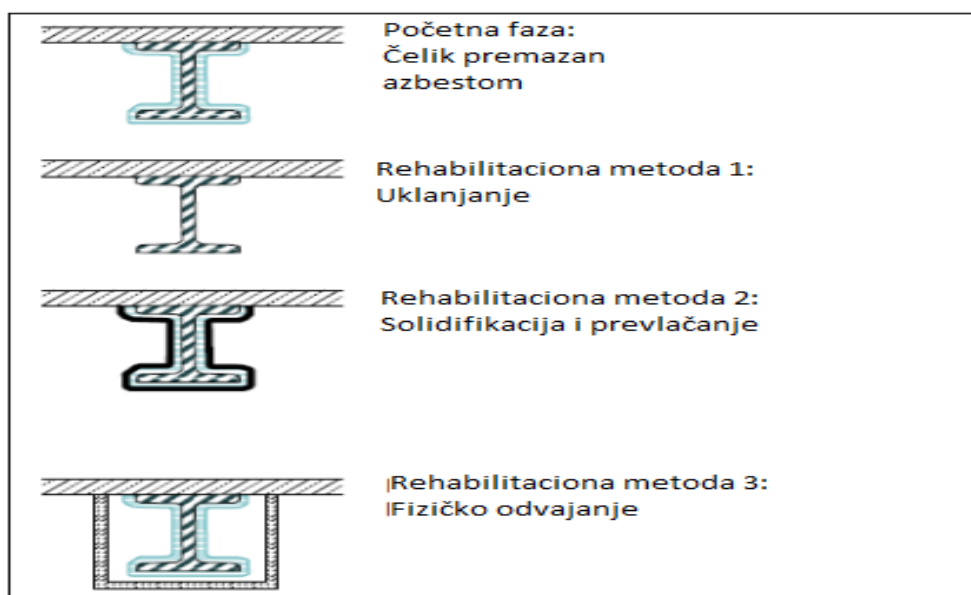 Početna faza:
Čelik premazan
azbestom
Rehabilitaciona metoda 1:
Uklanjanje
Rehabilitaciona metoda 2:
Solidifikacija i prevlačanje
Rehabilitaciona metoda 3:
Fizičko odvajanje